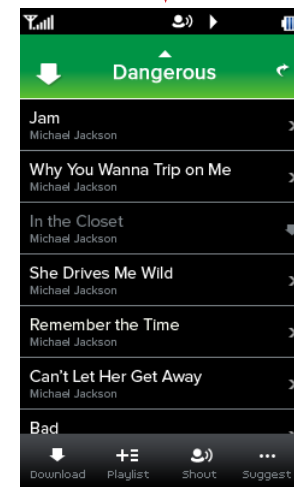 Dangerous
Jam
Michael Jackson
Why You Wanna Trip on Me
Michael Jackson
In the Closet
Michael Jackson
She Drives Me Wild
Michael Jackson
Remember the Time
Michael Jackson
Can't Let Her Get Away
Michael Jackson
Bad
Download Playlist Shout Suggest